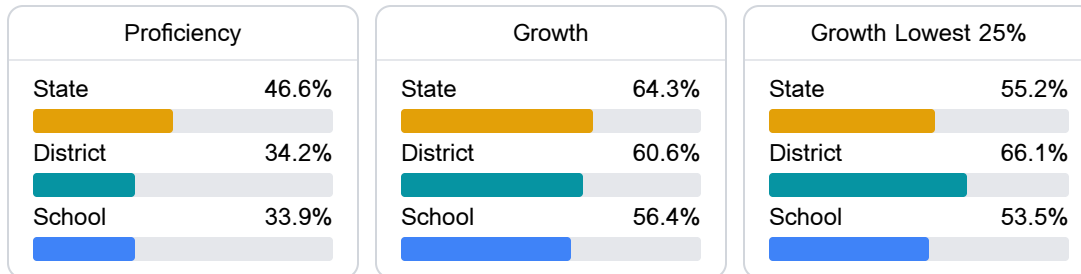 Proficiency
State 46.6%
District 34.2%
School 33.9%
Growth
State 64.3%
District 60.6%
School 56.4%
Growth Lowest 25%
State 55.2%
District 66.1%
School 53.5%